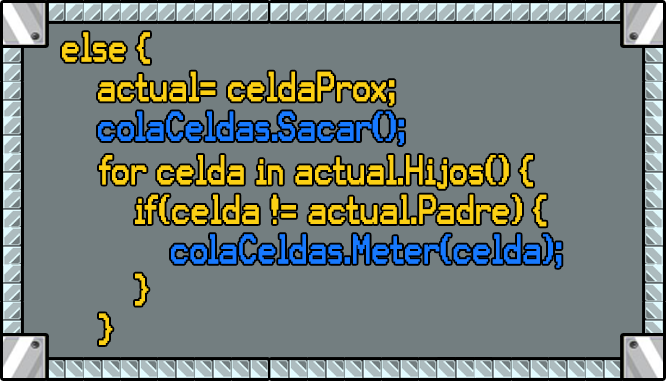 else {
actual= celdaProx;
colaCeldas.Sacar();
for celda in actual.Hijos() {
if(celda != actual.Padre) {
colaCeldas.Meter(celda);
}
}